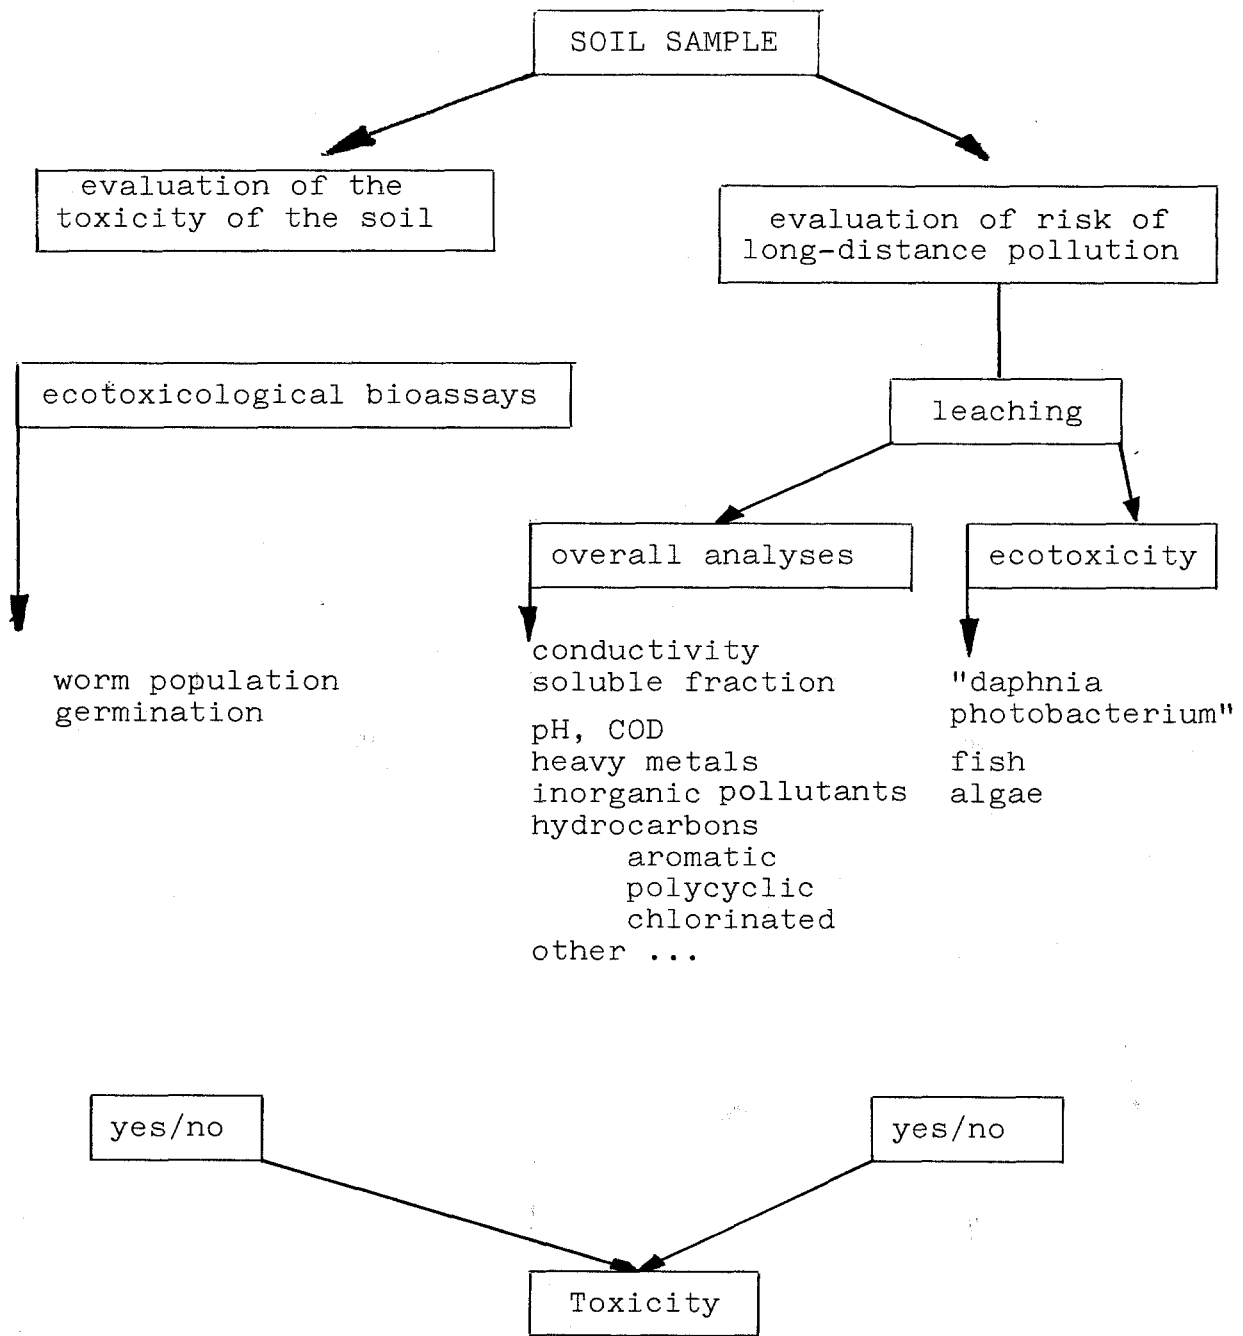 SOIL SAMPLE
evaluation of the
toxicity of the soil
evaluation of risk of
long-distance pollution
ecotoxicological bioassays
leaching
overall analyses
ecotoxicity
worm population
germination
conductivity
soluble fraction
pH, COD
heavy metals
inorganic pollutants
hydrocarbons
aromatic
polycyclic
chlorinated
other ...
"daphnia
photobacterium"
fish
algae
yes/no
yes/no
Toxicity